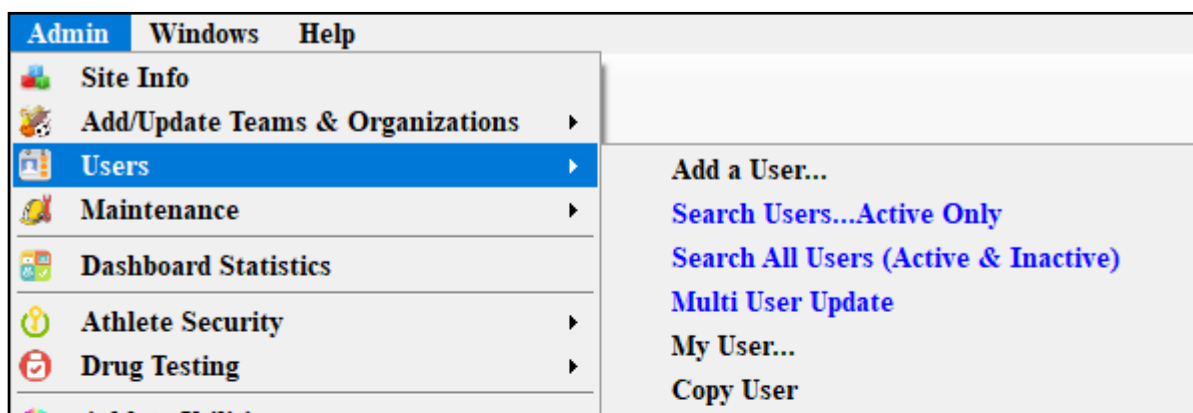 Admin Windows Help
Site Info
Add/Update Teams & Organizations
Users
Maintenance
Dashboard Statistics
Athlete Security
Drug Testing
Add a User...
Search Users...Active Only
Search All Users (Active & Inactive)
Multi User Update
My User...
Copy User